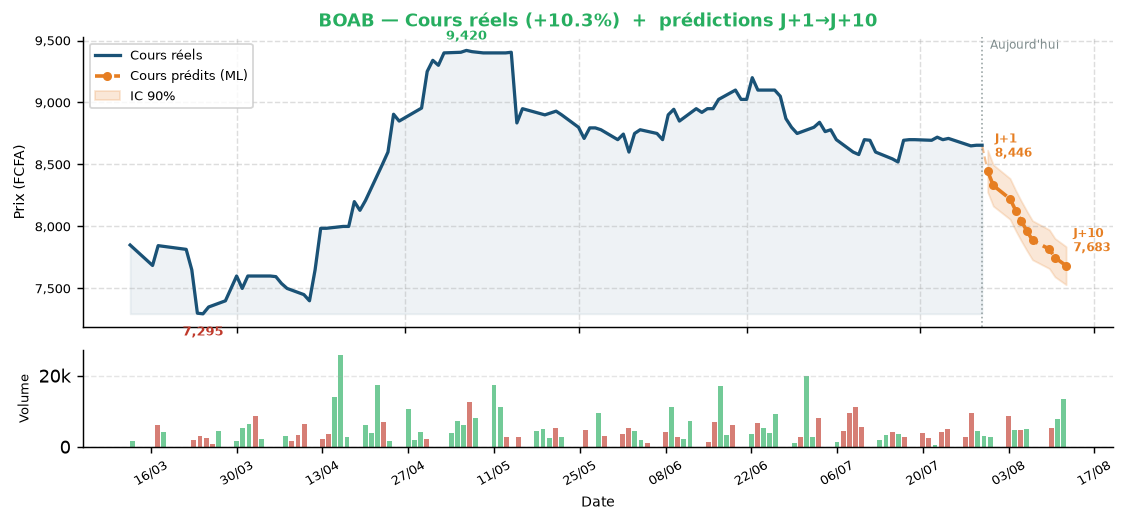 BOAB — Cours réels (+10.3%)  +  prédictions J+1→J+10
9,420
9,500
9,000
8,500
8,000
7,500
Prix (FCFA)
Cours réels
Cours prédits (ML)
IC 90%
Aujourd'hui
J+1
8,446
J+10
7,683
7,295
Volume
20k
0
16/03
30/03
13/04
27/04
11/05
25/05
08/06
22/06
06/07
20/07
03/08
17/08
Date